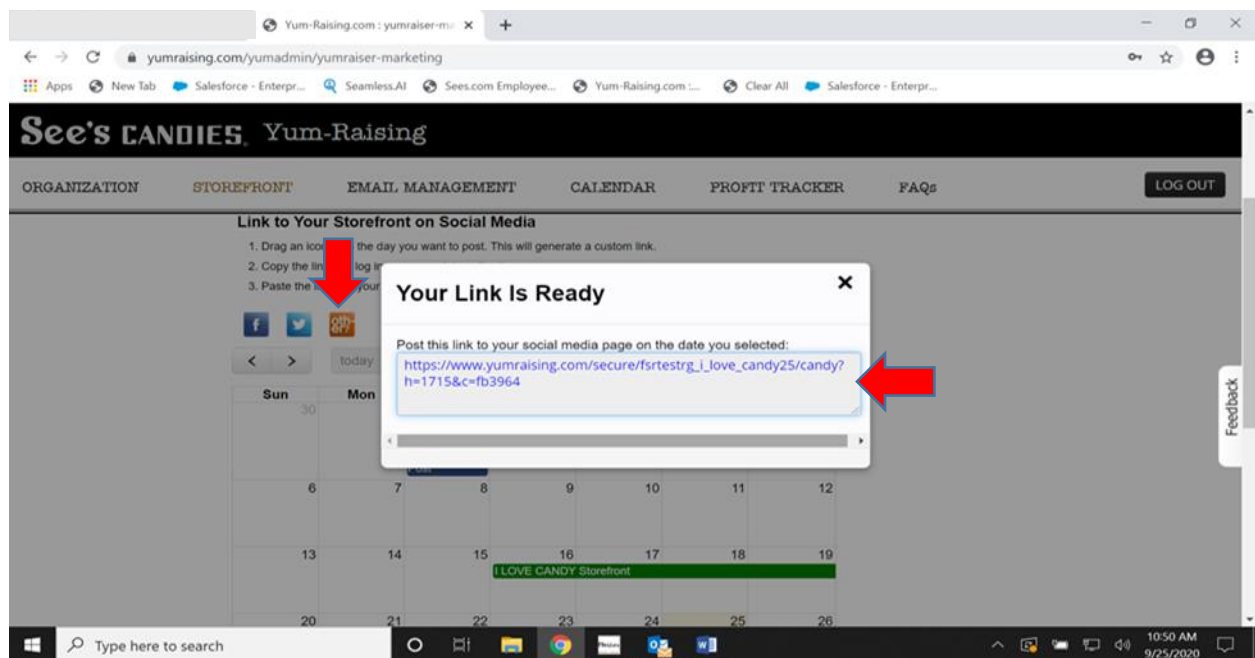 Yum-Raising.com : yumraiser-ma
yumraising.com/yumadmin/yumraiser-marketing
Apps New Tab Salesforce - Enterpr... Seamless.AI Sees.com Employee... Yum-Raising.com :... Clear All Salesforce - Enterpr...
See's CANDIES. Yum-Raising
ORGANIZATION STOREFRONT EMAIL MANAGEMENT CALENDAR PROFIT TRACKER FAQs LOG OUT
Link to Your Storefront on Social Media
1. Drag an ico the day you want to post. This will generate a custom link.
2. Copy the lin log in
3. Paste the your
f
today
Your Link Is Ready
Post this link to your social media page on the date you selected:
https://www.yumraising.com/secure/fsrtestrg_i_love_candy25/candy?
h=1715&c=fb3964
Feedback
Sun Mon
30
Post
6 7 8 9 10 11 12
13 14 15 16 17 18 19
I LOVE CANDY Storefront
20 21 22 23 24 25 26
Type here to search
10:50 AM
9/25/2020